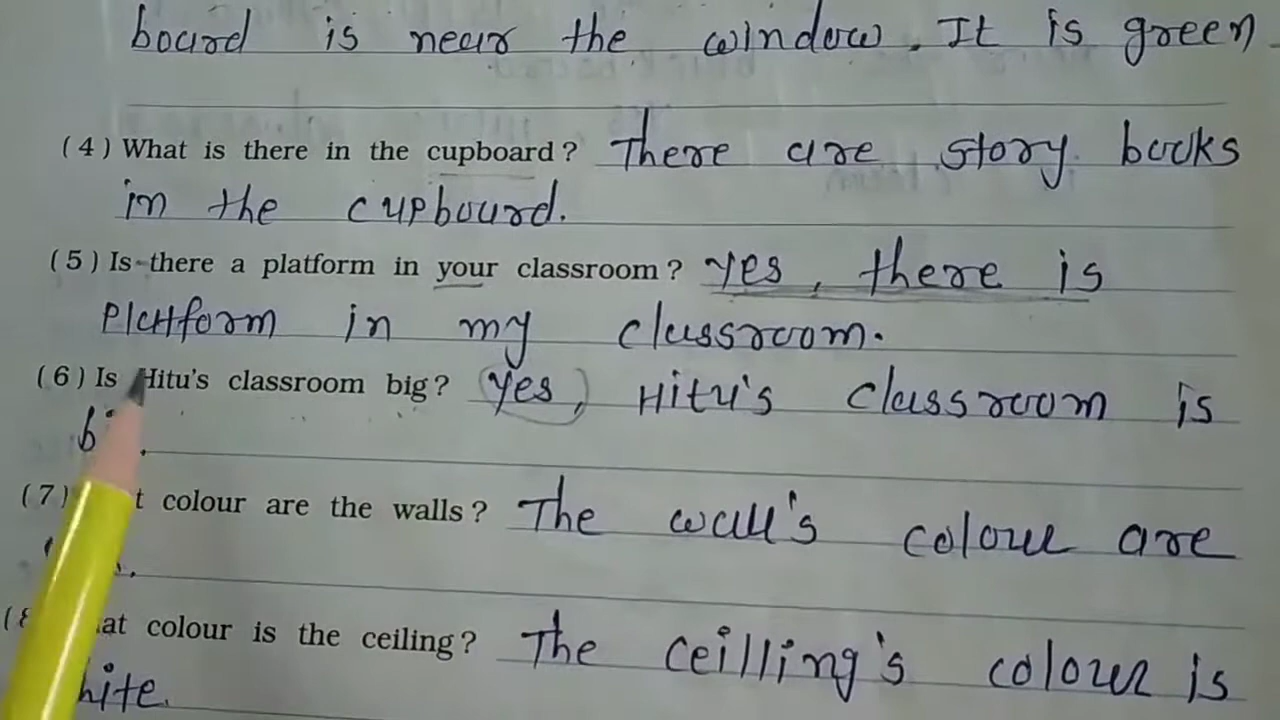 board is near the window. It is green
(4) What is there in the cupboard? There are story books
in the cupboard.
(5) Is there a platform in your classroom? Yes, there is
platform in my classroom.
(6) Is Hitu's classroom big? Yes, Hitu's classroom is
(7) colour are the walls? The wall's colour are
colour is the ceiling? The ceilling's colour is